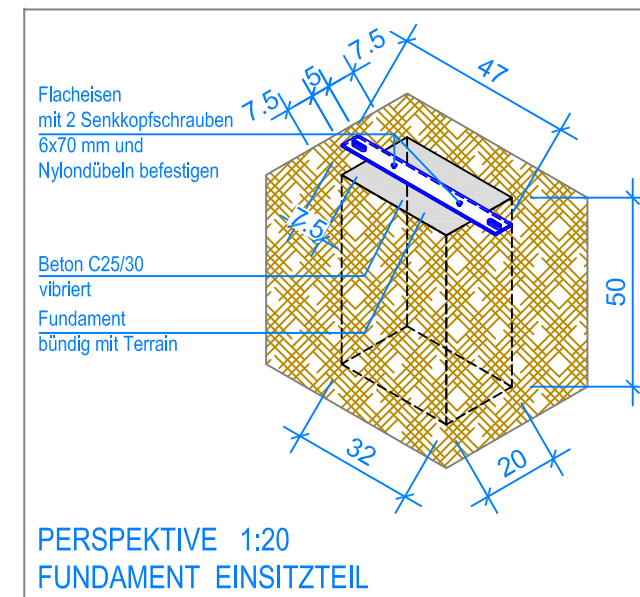 7.5
5
7.5
47
Flacheisen
mit 2 Senkkopfschrauben
6x70 mm und
Nylondübeln befestigen
7.5
Beton C25/30
vibriert
50
Fundament
bündig mit Terrain
32
20
PERSPEKTIVE 1:20
FUNDAMENT EINSITZTEIL